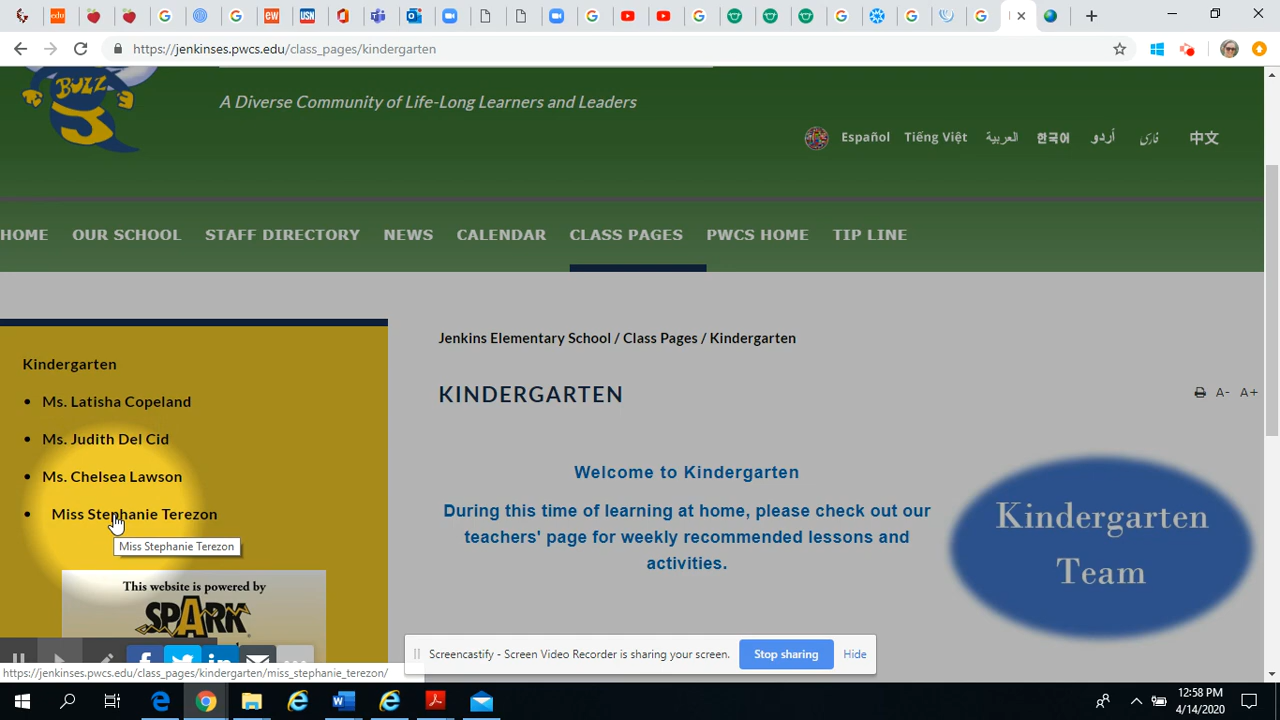 https://jenkinses.pwcs.edu/class_pages/kindergarten
BUZZ
A Diverse Community of Life-Long Learners and Leaders
Español Tiếng Việt العربية 한국어 اُردو فارسی 中文
HOME OUR SCHOOL STAFF DIRECTORY NEWS CALENDAR CLASS PAGES PWCS HOME TIP LINE
Kindergarten
• Ms. Latisha Copeland
• Ms. Judith Del Cid
• Ms. Chelsea Lawson
• Miss Stephanie Terezon
Miss Stephanie Terezon
This website is powered by
SPARK
Jenkins Elementary School / Class Pages / Kindergarten
KINDERGARTEN
A- A+
Welcome to Kindergarten
During this time of learning at home, please check out our
teachers' page for weekly recommended lessons and
activities.
Kindergarten
Team
Screencastify - Screen Video Recorder is sharing your screen. Stop sharing Hide
https://jenkinses.pwcs.edu/class_pages/kindergarten/miss_stephanie_terezon/
12:58 PM
4/14/2020